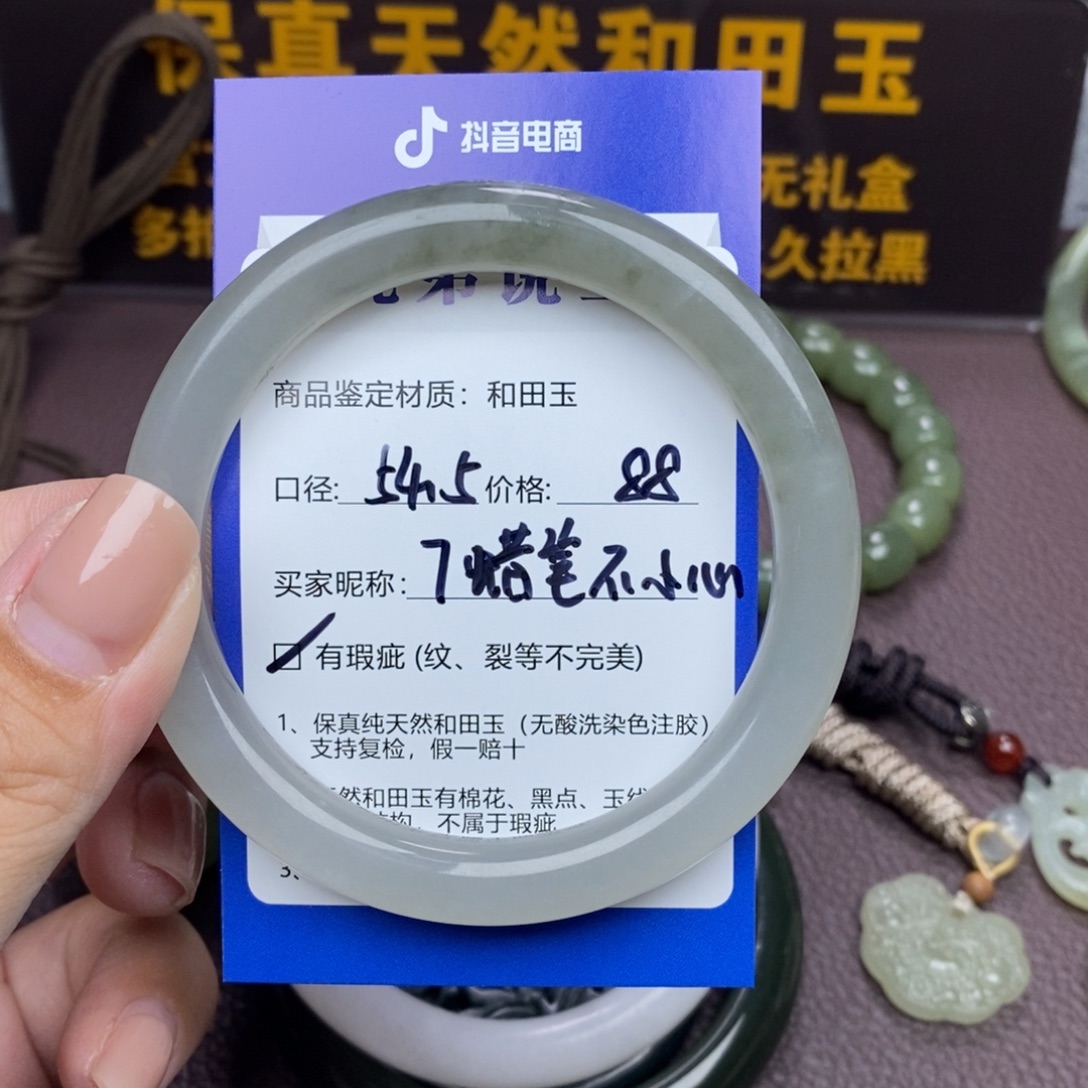 保真天然和田玉
无礼盒
久拉黑
抖音电商
商品鉴定材质：和田玉
口径:54.5 价格:88
买家昵称:7蜡笔不小心
有瑕疵 (纹、裂等不完美)
1、保真纯天然和田玉（无酸洗染色注胶）
支持复检，假一赔十
然和田玉有棉花、黑点、玉线
结构，不属于瑕疵
3、